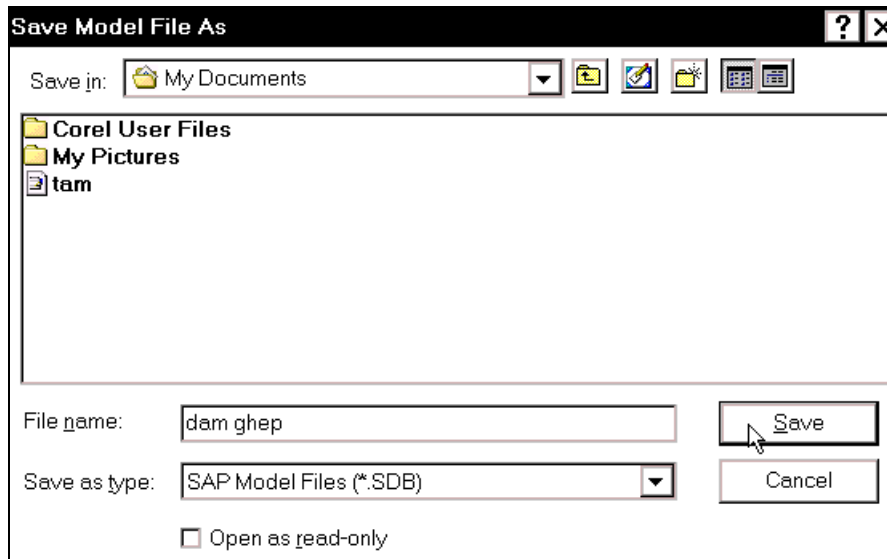 Save Model File As
Save in: My Documents
Corel User Files
My Pictures
tam
File name: dam ghep Save
Save as type: SAP Model Files (*.SDB) Cancel
Open as read-only